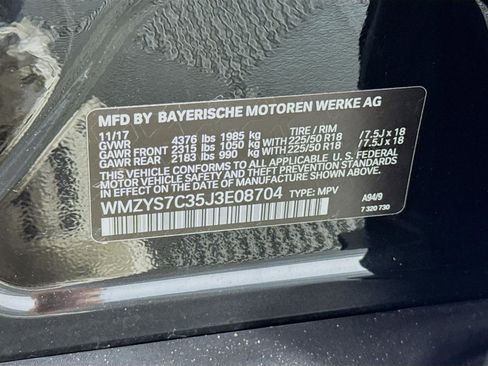 MFD BY BAYERISCHE MOTOREN WERKE AG
11/17 TIRE / RIM
GVWR 4376 lbs 1985 kg
GAWR FRONT 2315 lbs 1050 kg WITH 225/50 R18 / 7.5J x 18
GAWR REAR 2183 lbs 990 kg WITH 225/50 R18 / 7.5J x 18
THIS VEHICLE CONFORMS TO ALL APPLICABLE U.S. FEDERAL
MOTOR VEHICLE SAFETY AND THEFT PREVENTION STANDARDS
IN EFFECT ON THE DATE OF MANUFACTURE SHOWN ABOVE.
WMZYS7C35J3E08704 TYPE: MPV A94/9
7 320 730